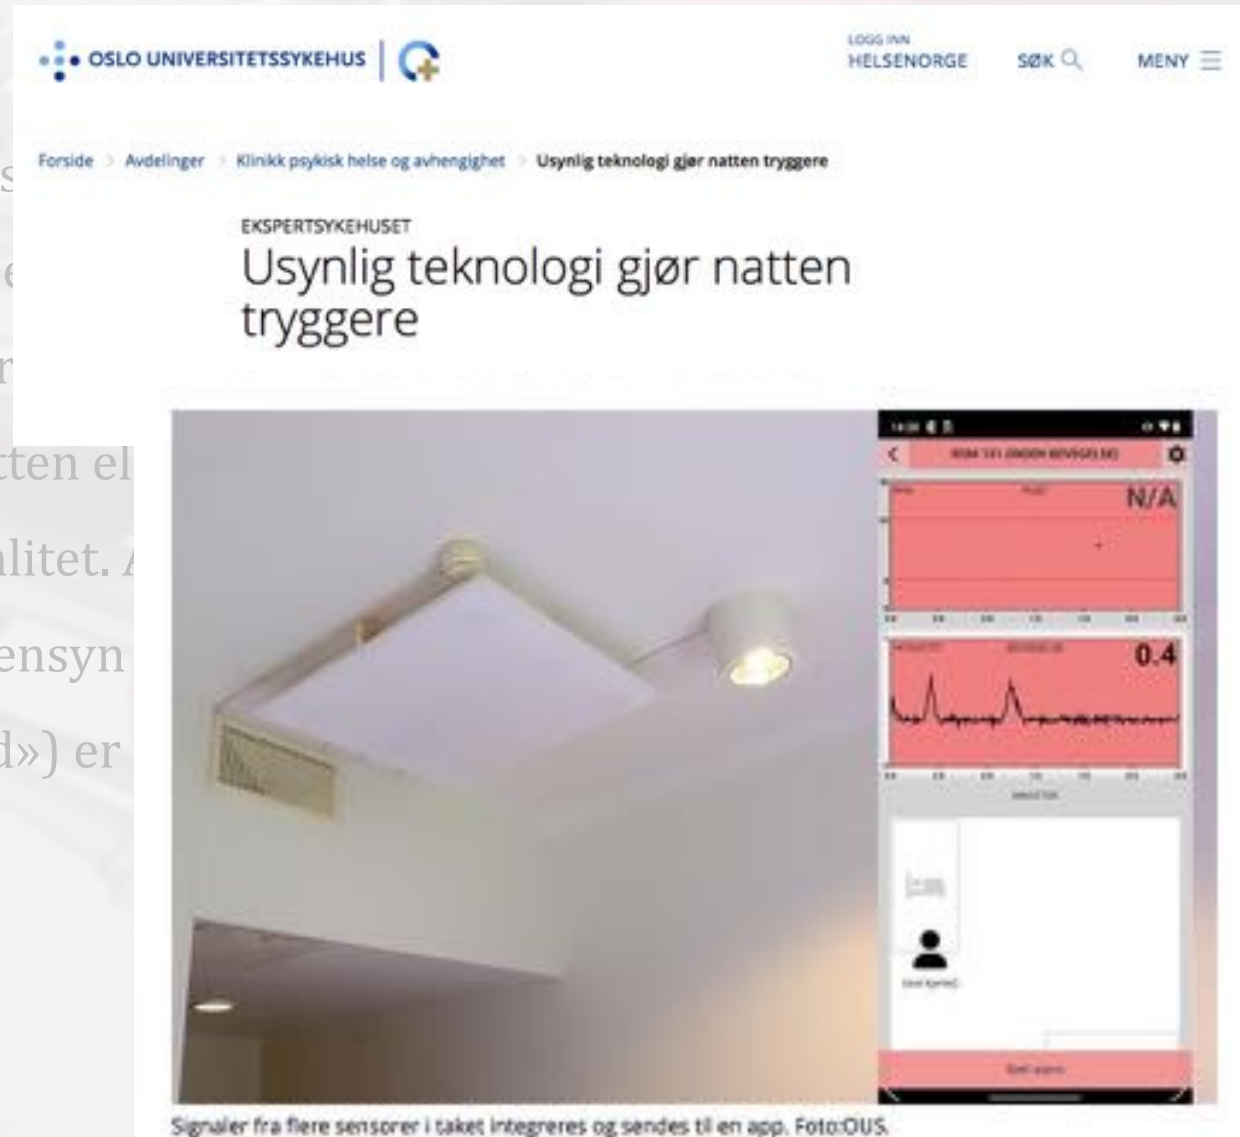 OSLO UNIVERSITETSSYKEHUS
LOGG INN
HELSENORGE
SØK
MENY
Forside > Avdelinger > Klinikk psykisk helse og avhengighet > Usynlig teknologi gjør natten tryggere
EKSPERTSYKEHUSET
Usynlig teknologi gjør natten
tryggere
tten el
litet. A
ensyn
d») er
N/A
0.4
Signaler fra flere sensorer i taket integreres og sendes til en app. Foto:OUS.